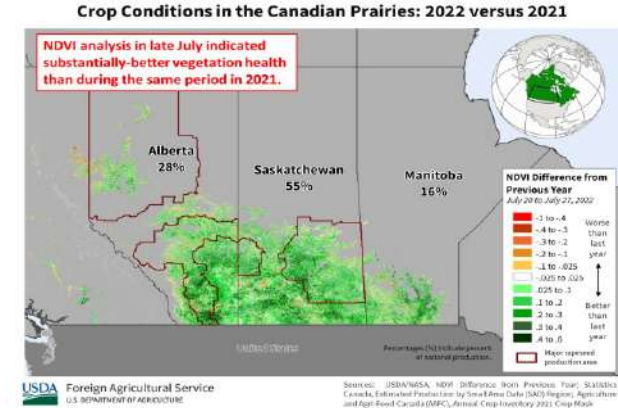 Crop Conditions in the Canadian Prairies: 2022 versus 2021
NDVI analysis in late July indicated
substantially-better vegetation health
than during the same period in 2021.
Alberta
28%
Saskatchewan
55%
Manitoba
16%
NDVI Difference from
Previous Year
July 20 to July 27, 2022
-1 to -.4
-.4 to -.3
-.3 to -.2
-.2 to -.1
-.1 to -.025
-.025 to .025
.025 to .1
.1 to .2
.2 to .3
.3 to .4
.4 to .6
Worse
than
last
year
Better
than
last
year
Major
production area
United States
Percentages (%) indicate percent
of national production.
USDA Foreign Agricultural Service
U.S. DEPARTMENT OF AGRICULTURE
Sources: USDA/NASA, NDVI Difference from Previous Year; Statistics
Canada, Estimated Production by Small Area Data (SAD) Region; Agriculture
and Agri-Food Canada (AAFC), Annual Crop Inventory 2021 Crop Mask